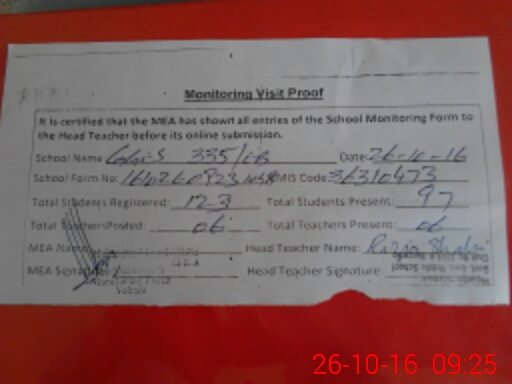 Monitoring Visit Proof
It is certified that the MEA has shown all entries of the School Monitoring Form to
the Head Teacher before its online submission.
School Name 335/ Date: 26-10-16
School Form No: EMIS Code: 36310473
Total Students Registered: 123 Total Students Present: 97
Total Teachers Posted: 06 Total Teachers Present: 06
MEA Name Head Teacher Name: Razia
MEA Signature Head Teacher Signature:
26-10-16 09:25